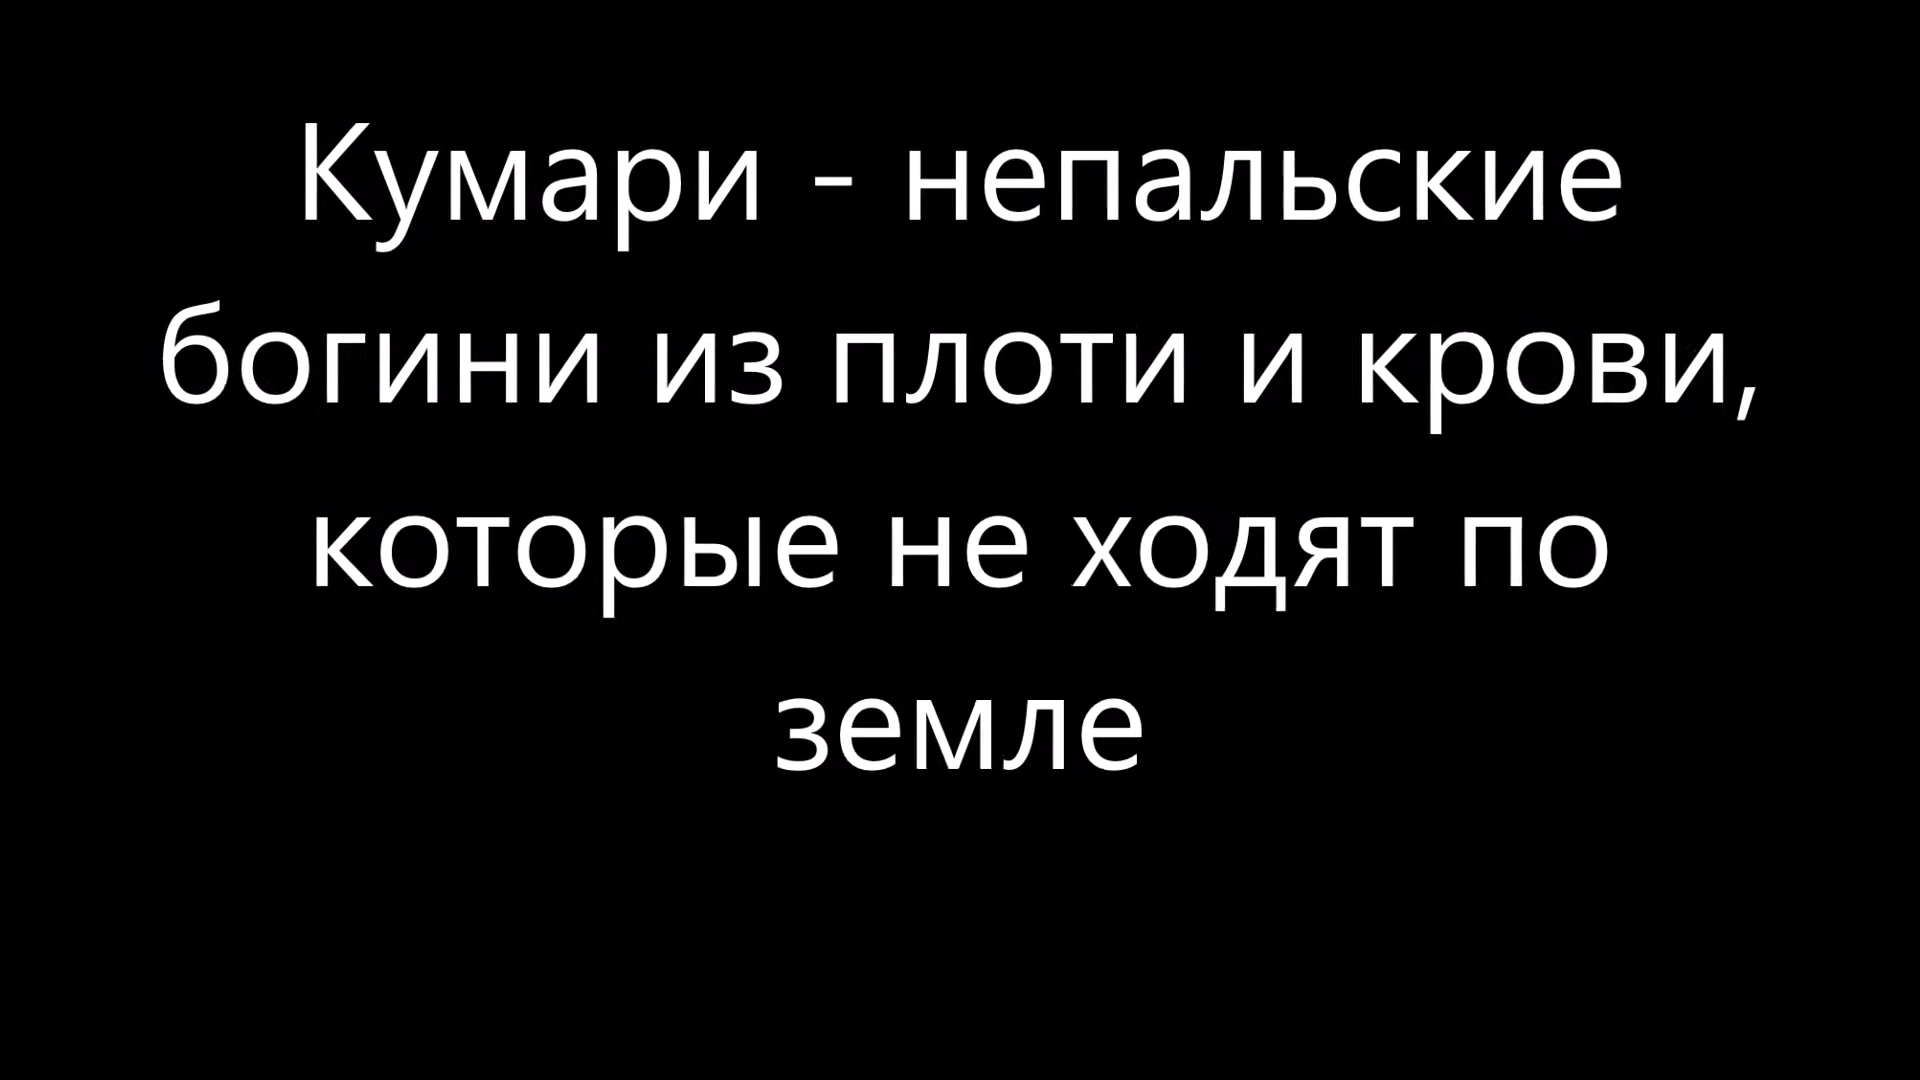 Кумари - непальские
богини из плоти и крови,
которые не ходят по
земле